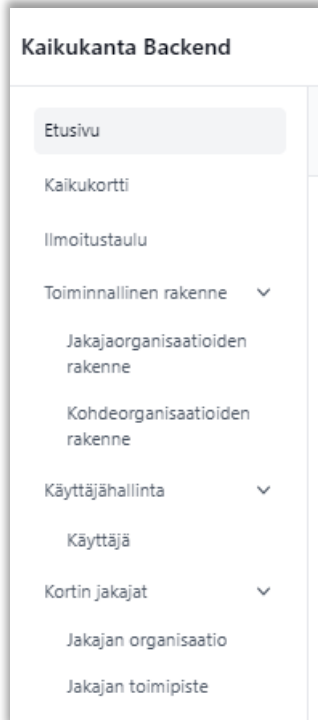 Kaikukanta Backend
Etusivu
Kaikukortti
Ilmoitustaulu
Toiminnallinen rakenne
Jakajaorganisaatioiden
rakenne
Kohdeorganisaatioiden
rakenne
Käyttäjähallinta
Käyttäjä
Kortin jakajat
Jakajan organisaatio
Jakajan toimipiste